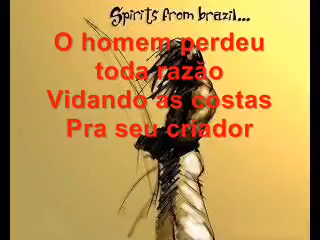 Spirits from brazil...
O homem perdeu
toda razão
Vidando as costas
Pra seu criador